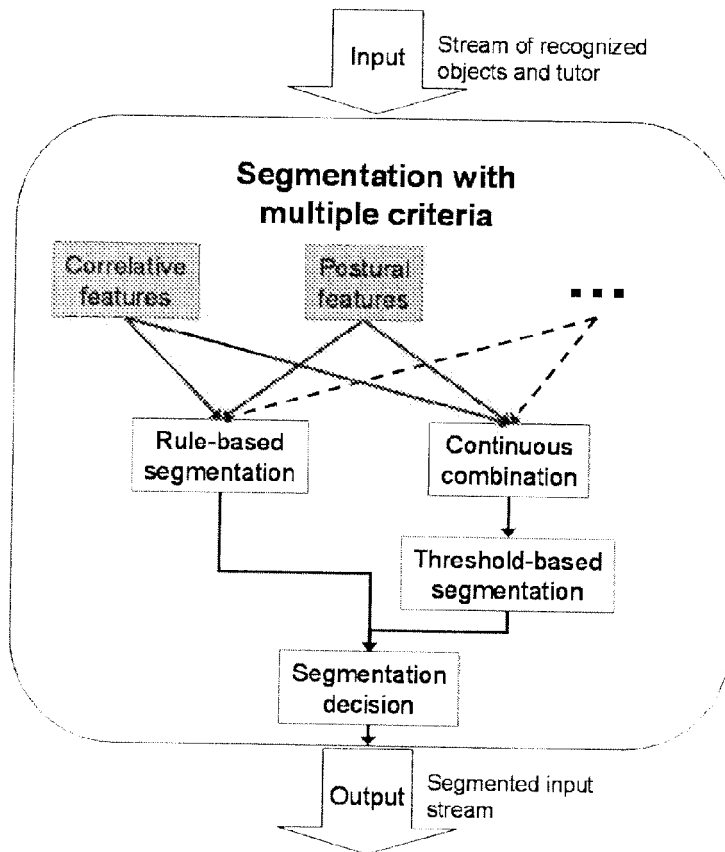 Input
Stream of recognized
objects and tutor
Segmentation with
multiple criteria
Correlative
features
Postural
features
...
Rule-based
segmentation
Continuous
combination
Threshold-based
segmentation
Segmentation
decision
Output
Segmented input
stream